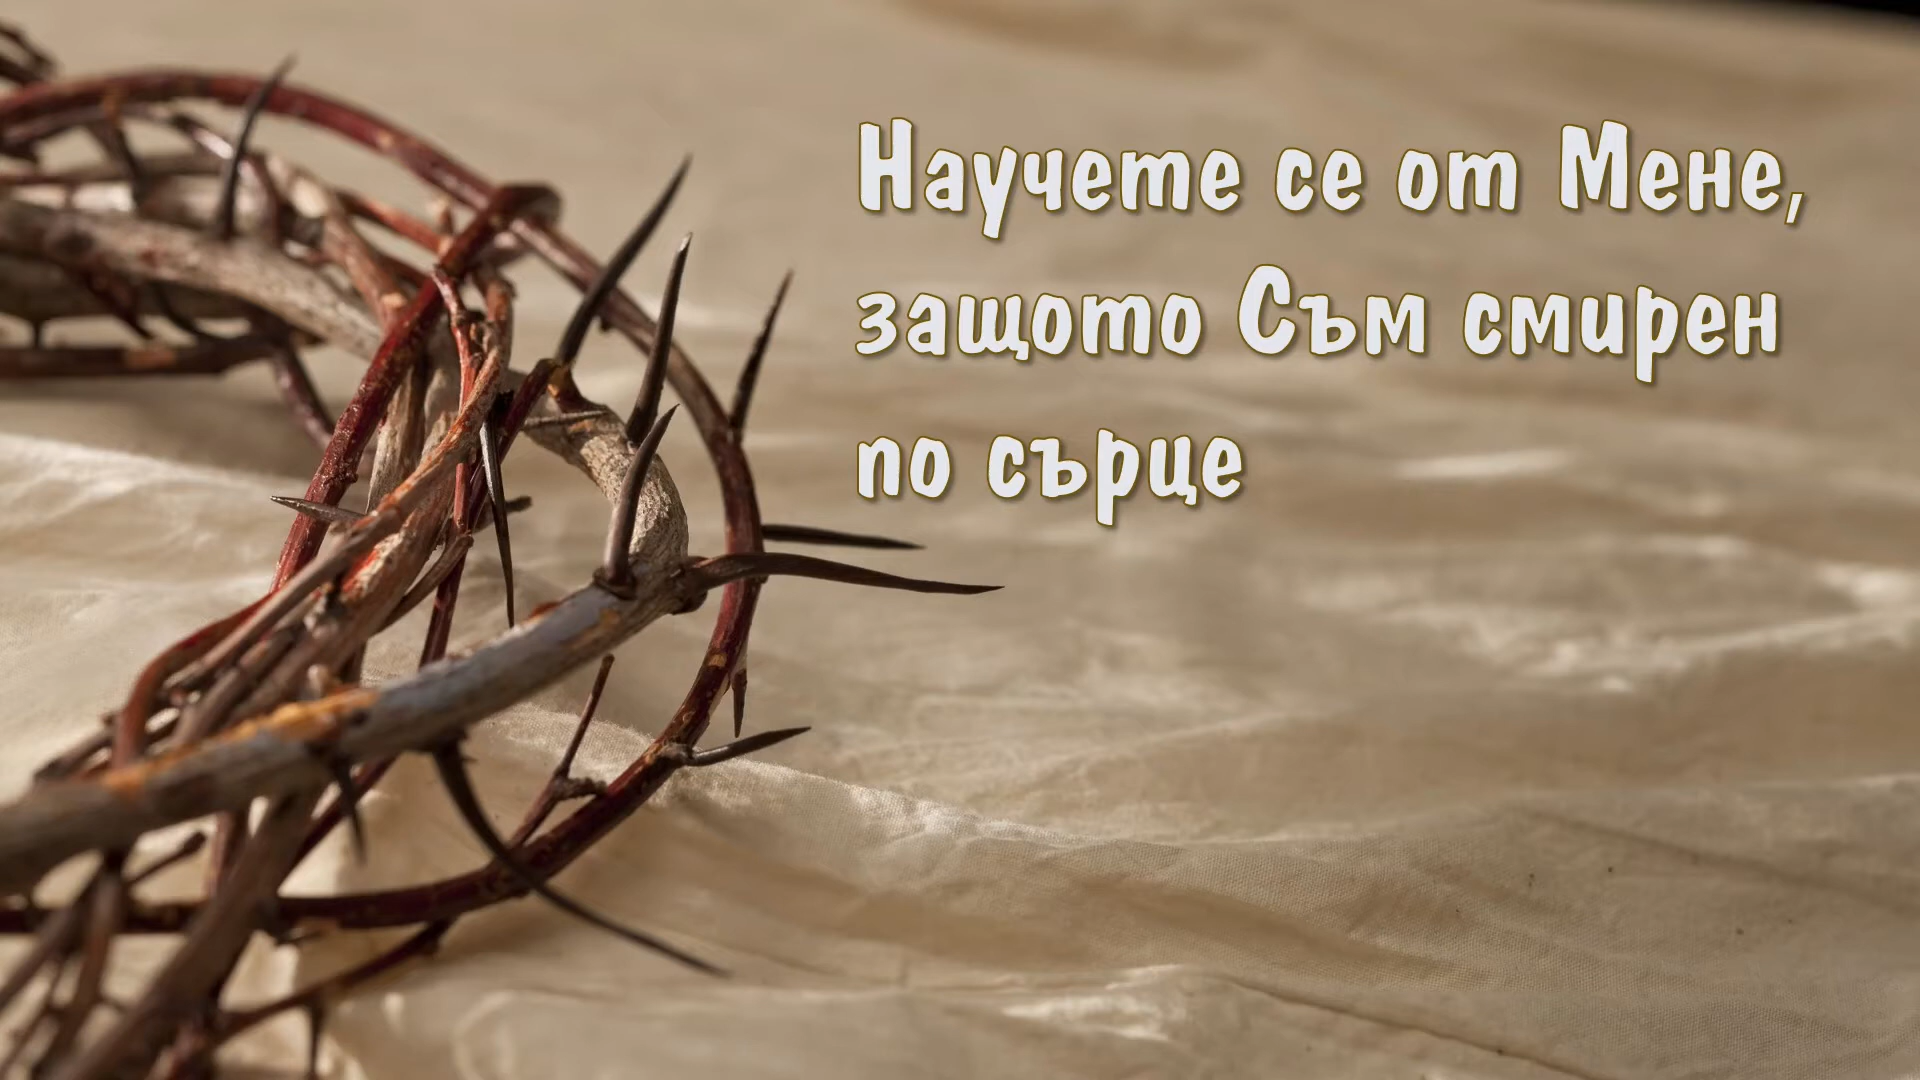 Научете се от Мене,
защото Съм смирен
по сърце